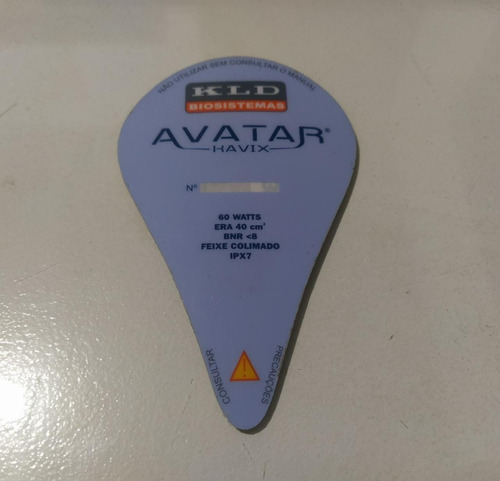 NÃO UTILIZAR SEM CONSULTAR O MANUAL
KLD
BIOSISTEMAS
AVATAR®
KAVIX
Nº
60 WATTS
ERA 40 cm²
BNR <8
FEIXE COLIMADO
IPX7
CONSULTAR
PRECAUÇÕES